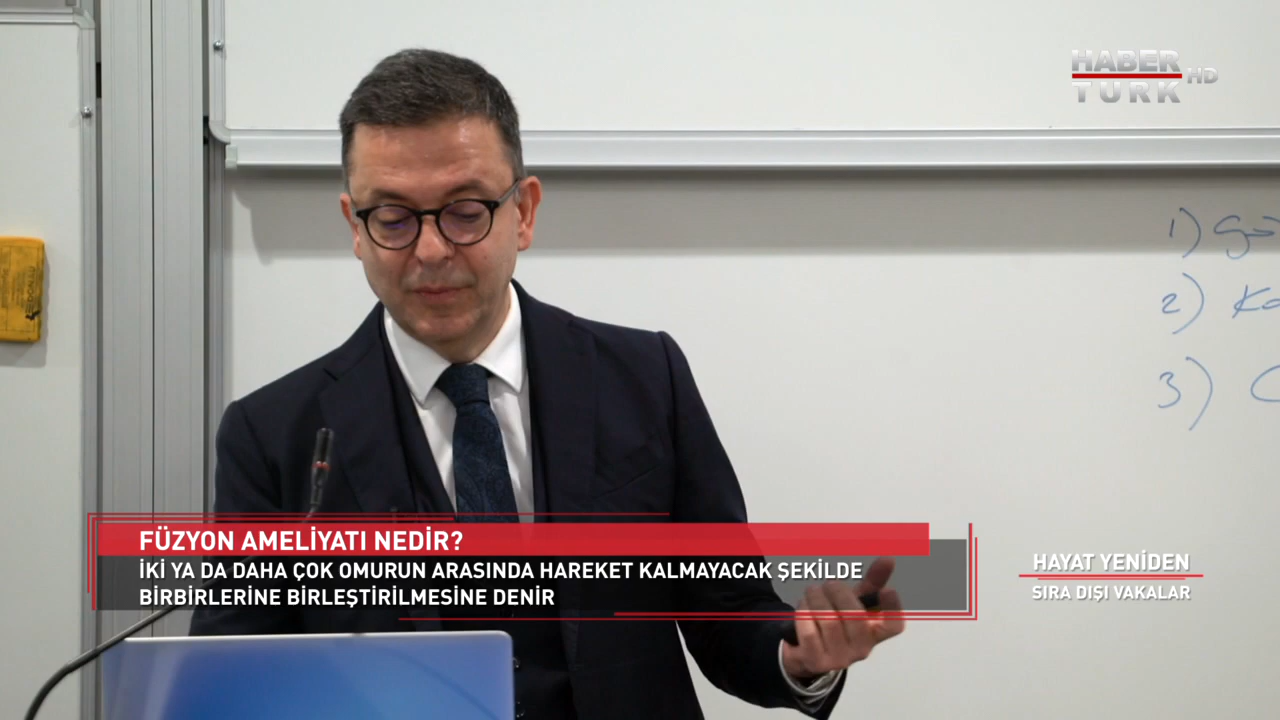 HABER
TURK HD
1)
2)
3)
FÜZYON AMELİYATI NEDİR?
İKİ YA DA DAHA ÇOK OMURUN ARASINDA HAREKET KALMAYACAK ŞEKİLDE
BİRBİRLERİNE BİRLEŞTİRİLMESİNE DENİR
HAYAT YENİDEN
SIRA DIŞI VAKALAR